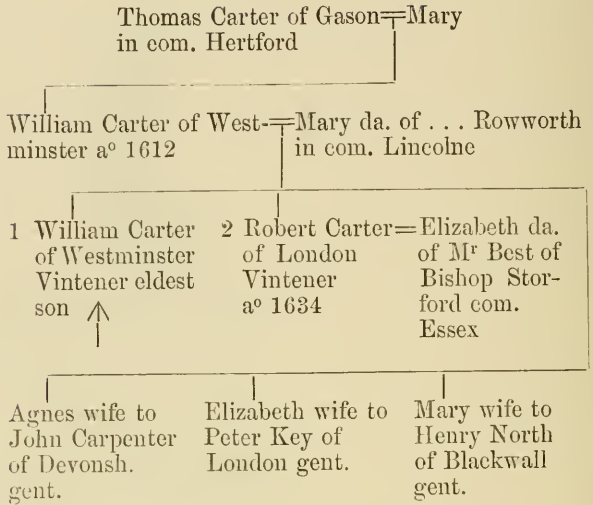 Thomas Carter of Gason=Mary
in com. Hertford
William Carter of West-=Mary da. of . . . Rowworth
minster aº 1612 in com. Lincolne
1 William Carter
of Westminster
Vintener eldest
son
2 Robert Carter=Elizabeth da.
of London of Mr Best of
Vintener Bishop Stor-
aº 1634 ford com.
Essex
Agnes wife to
John Carpenter
of Devonsh.
gent.
Elizabeth wife to
Peter Key of
London gent.
Mary wife to
Henry North
of Blackwall
gent.